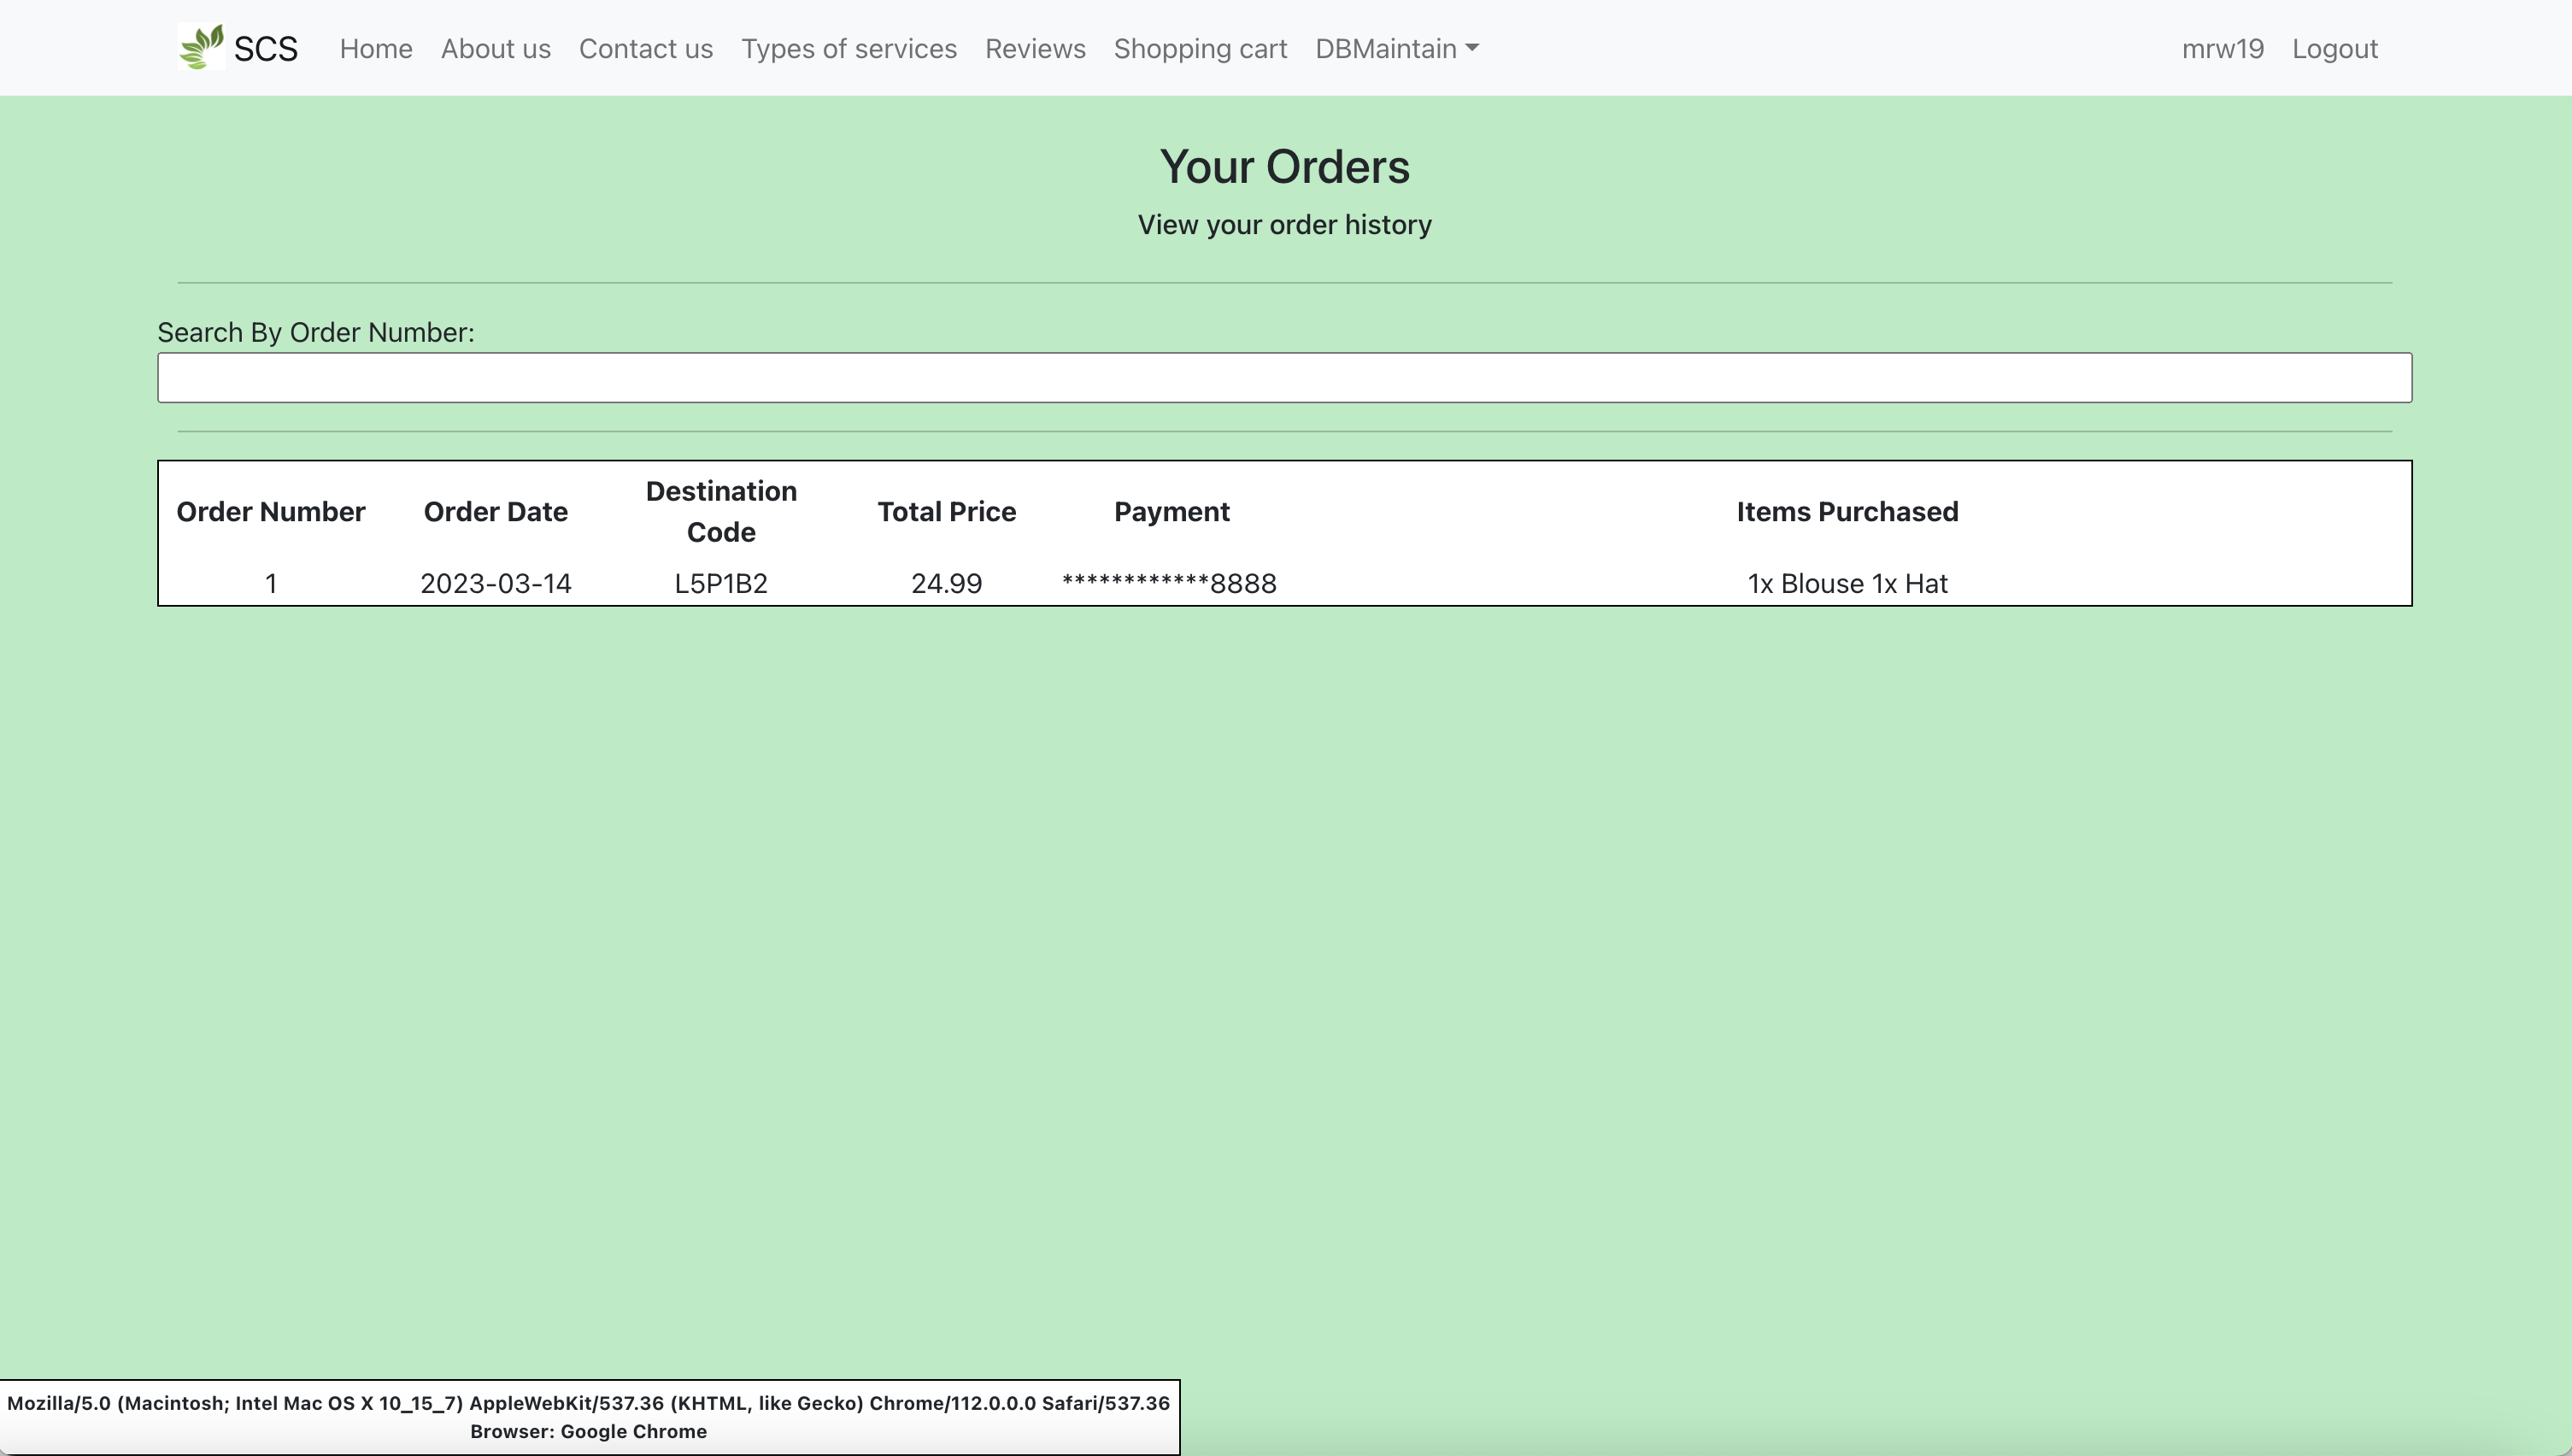 SCS Home About us Contact us Types of services Reviews Shopping cart DBMaintain mrw19 Logout
Your Orders
View your order history
Search By Order Number:
Order Number Order Date Destination Code Total Price Payment Items Purchased
1 2023-03-14 L5P1B2 24.99 ************8888 1x Blouse 1x Hat
Mozilla/5.0 (Macintosh; Intel Mac OS X 10_15_7) AppleWebKit/537.36 (KHTML, like Gecko) Chrome/112.0.0.0 Safari/537.36
Browser: Google Chrome